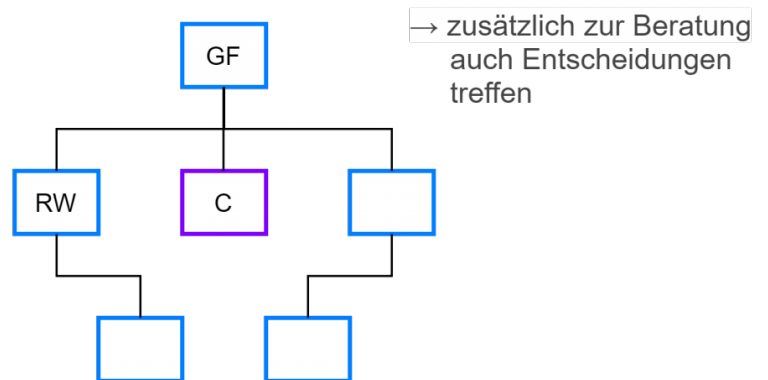 → zusätzlich zur Beratung
auch Entscheidungen
treffen
GF
RW
C